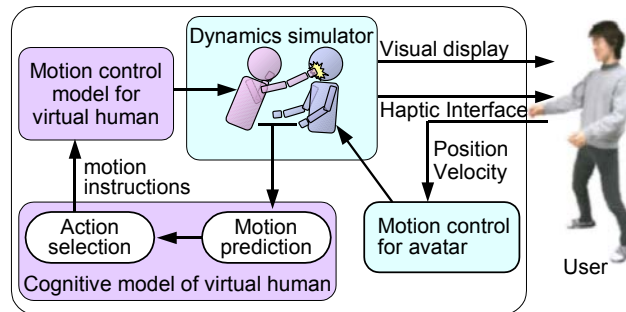 Dynamics simulator
Motion control
model for
virtual human
Visual display
Haptic Interface
Position
Velocity
motion
instructions
Action
selection
Motion
prediction
Cognitive model of virtual human
Motion control
for avatar
User